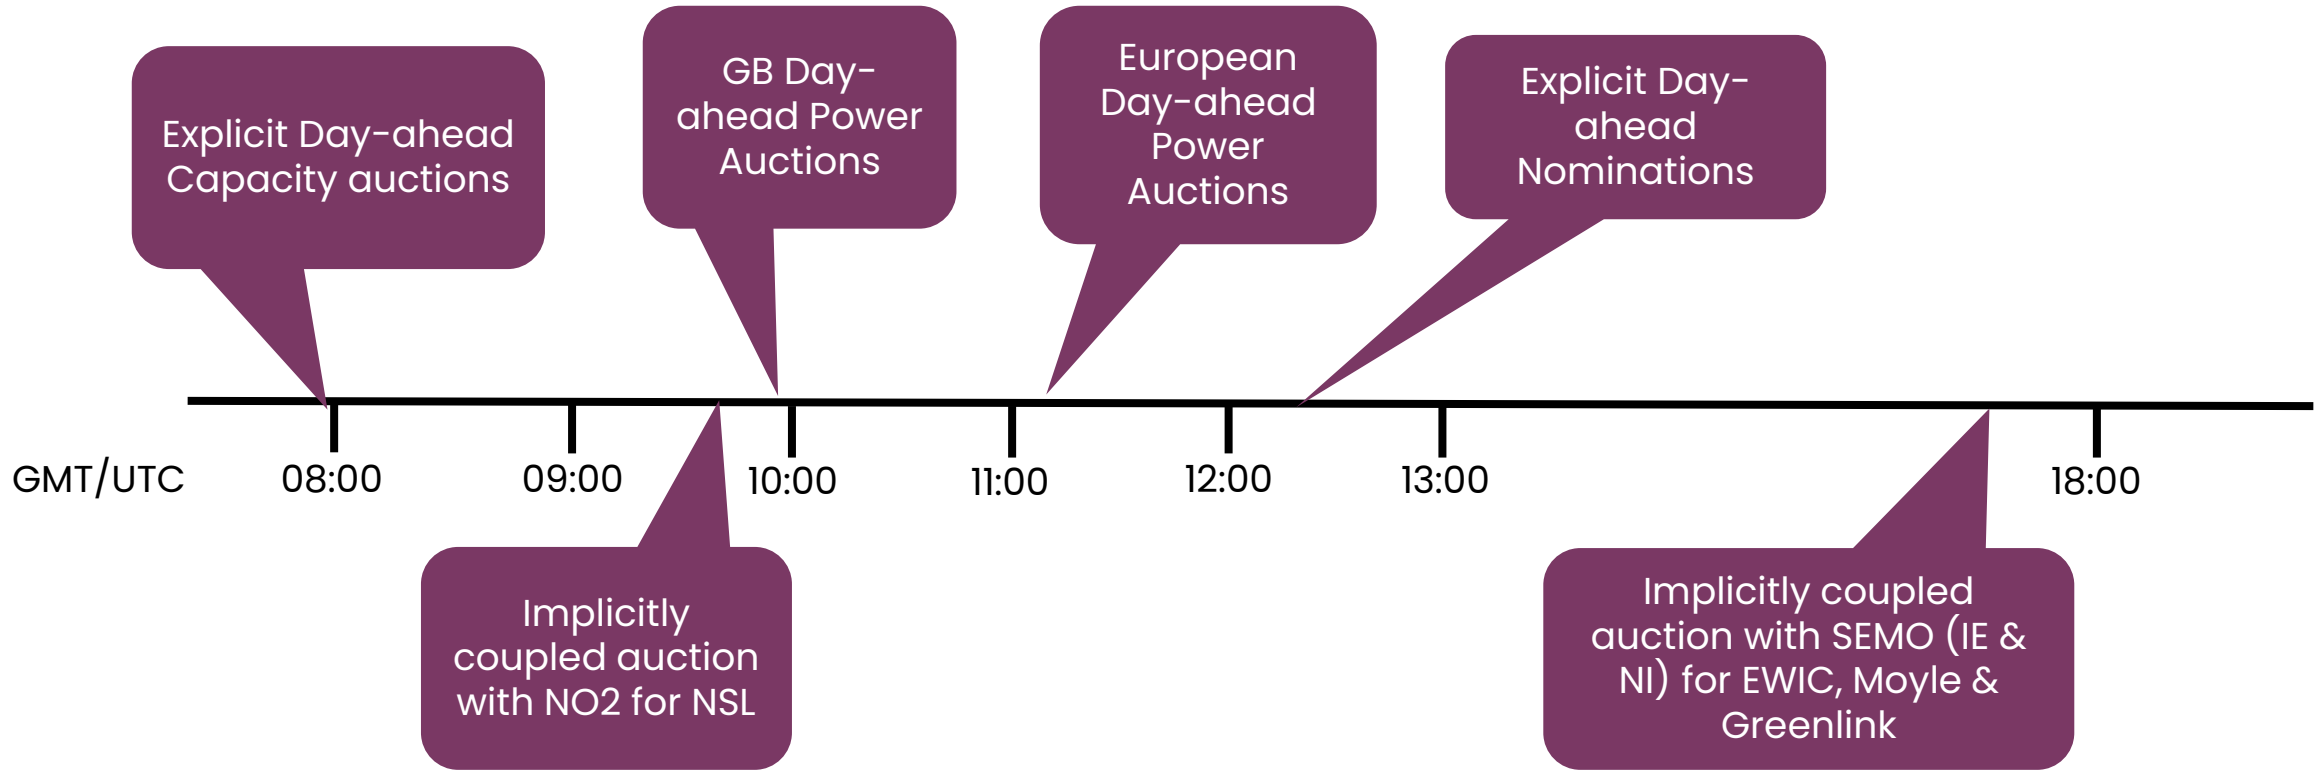 Explicit Day-ahead
Capacity auctions
GB Day-
ahead Power
Auctions
European
Day-ahead
Power
Auctions
Explicit Day-
ahead
Nominations
GMT/UTC
08:00
09:00
10:00
11:00
12:00
13:00
18:00
Implicitly
coupled auction
with NO2 for NSL
Implicitly coupled
auction with SEMO (IE &
NI) for EWIC, Moyle &
Greenlink